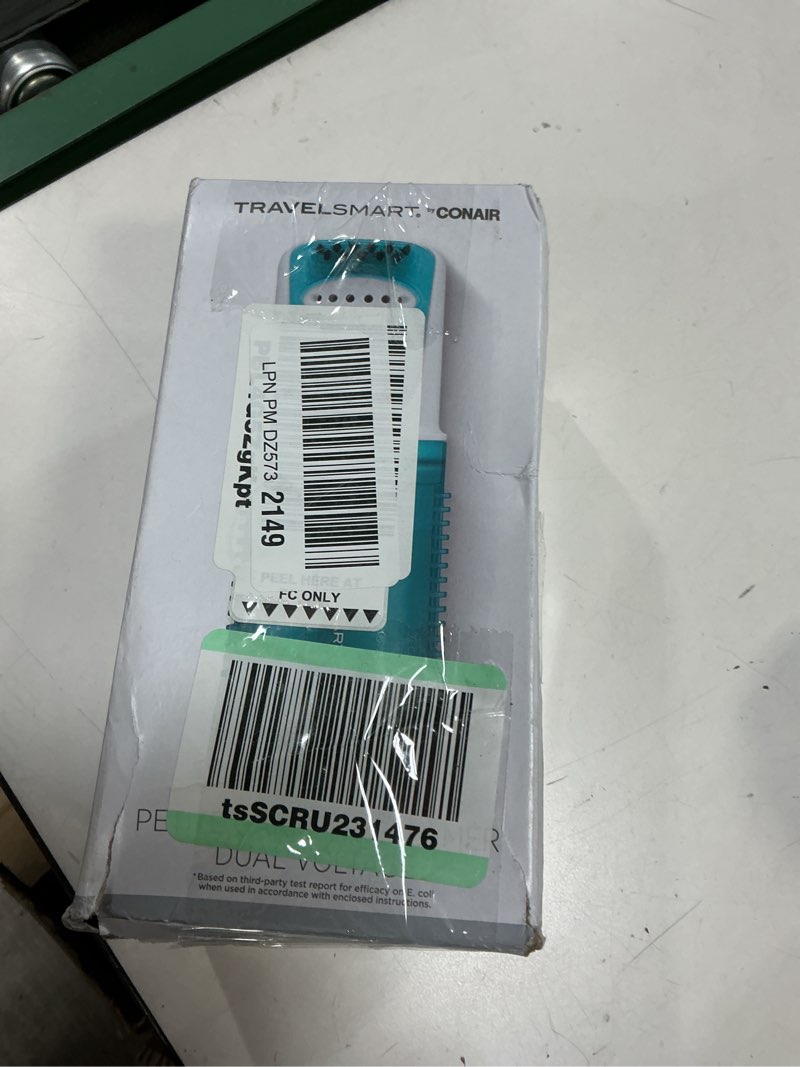 TRAVELSMART® by CONAIR
LPN PM DZ573 2149
PEEL HERE AT
FC ONLY
tsSCRU231476
DUAL VOLTAGE
*Based on third-party test report for efficacy on E. coli
when used in accordance with enclosed instructions.